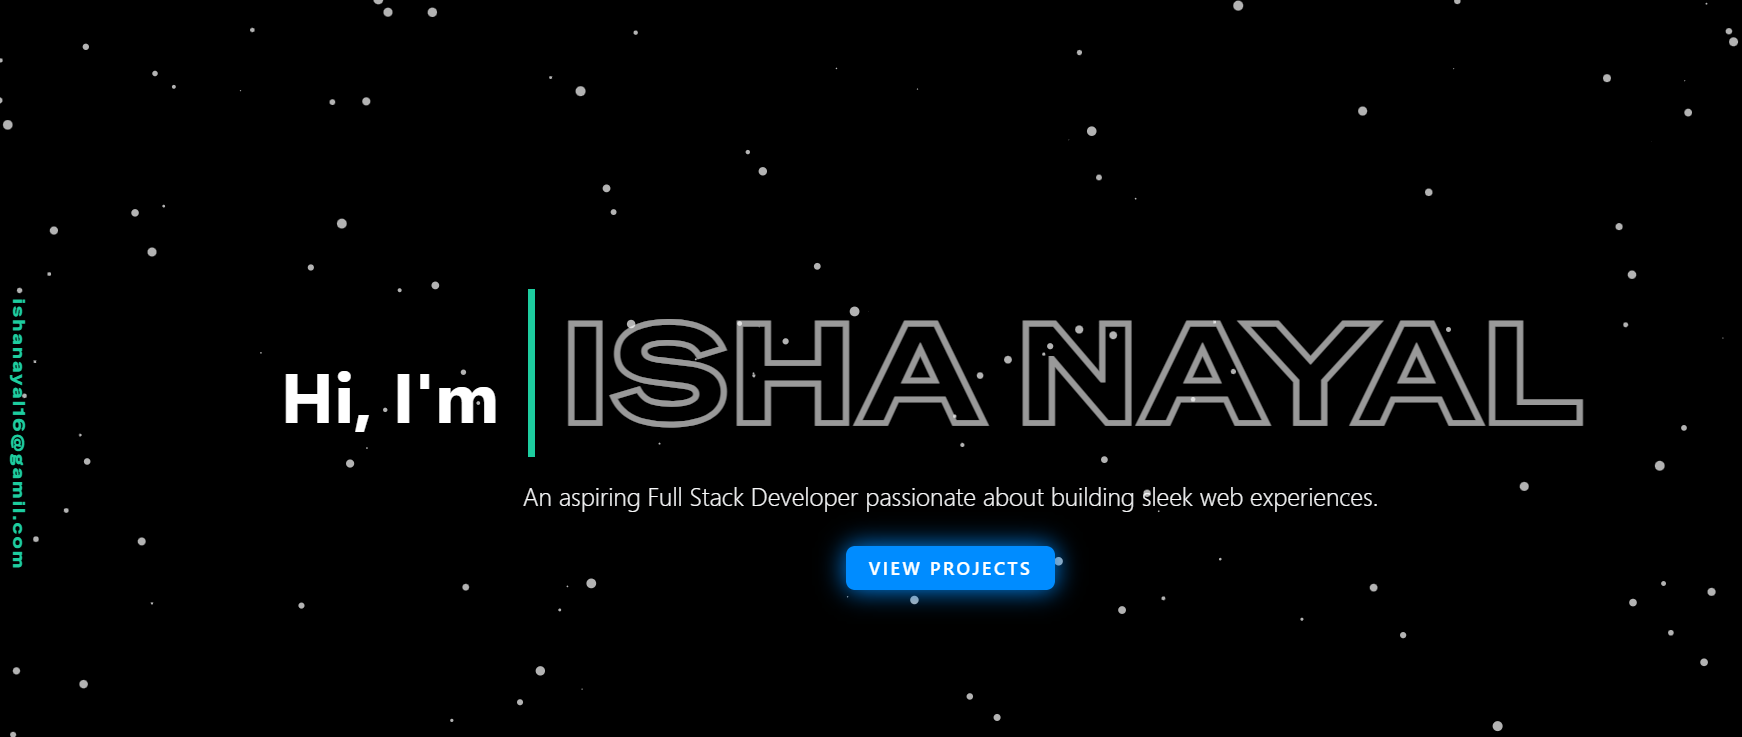 Hi, I'm ISHA NAYAL
An aspiring Full Stack Developer passionate about building sleek web experiences.
VIEW PROJECTS
ishanayal16@gamil.com